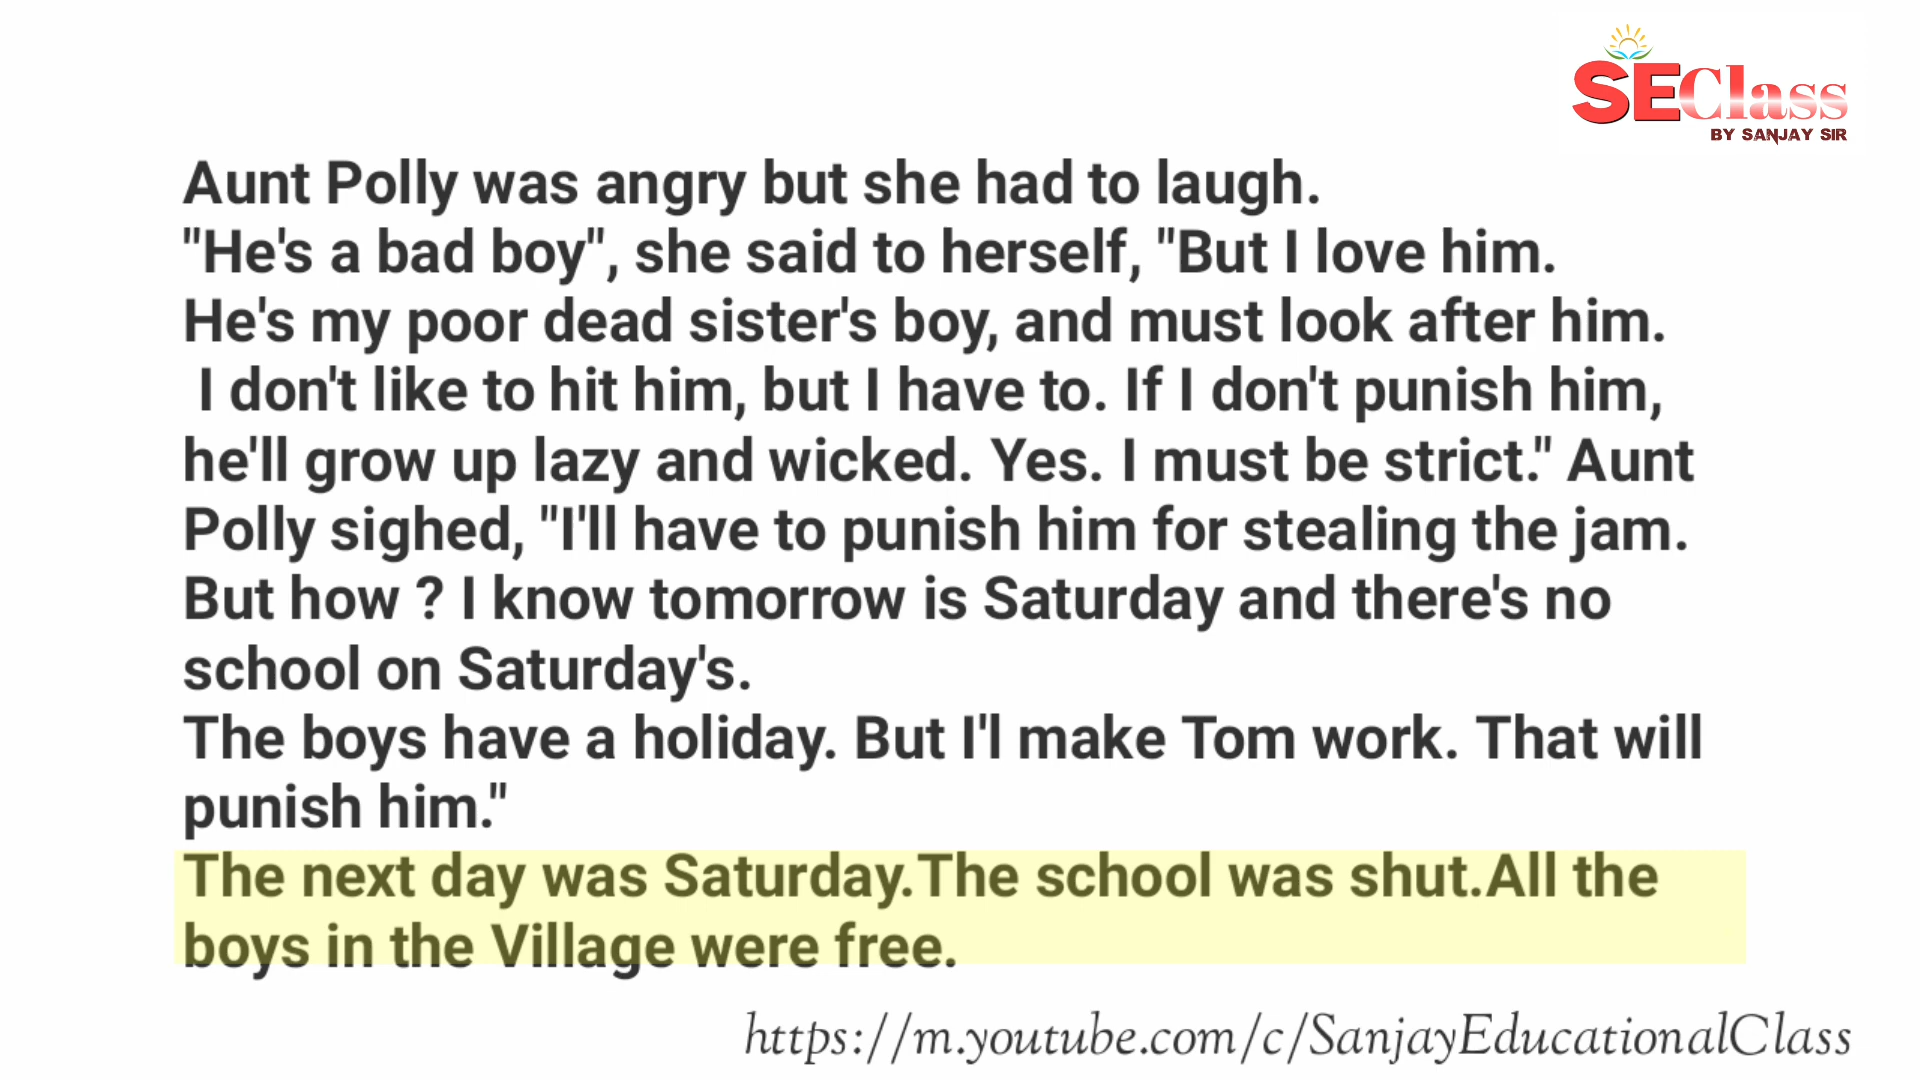 SEClass
BY SANJAY SIR
Aunt Polly was angry but she had to laugh.
"He's a bad boy", she said to herself, "But I love him.
He's my poor dead sister's boy, and must look after him.
I don't like to hit him, but I have to. If I don't punish him,
he'll grow up lazy and wicked. Yes. I must be strict." Aunt
Polly sighed, "I'll have to punish him for stealing the jam.
But how ? I know tomorrow is Saturday and there's no
school on Saturday's.
The boys have a holiday. But I'l make Tom work. That will
punish him."
The next day was Saturday.The school was shut.All the
boys in the Village were free.
https://m.youtube.com/c/SanjayEducationalClass